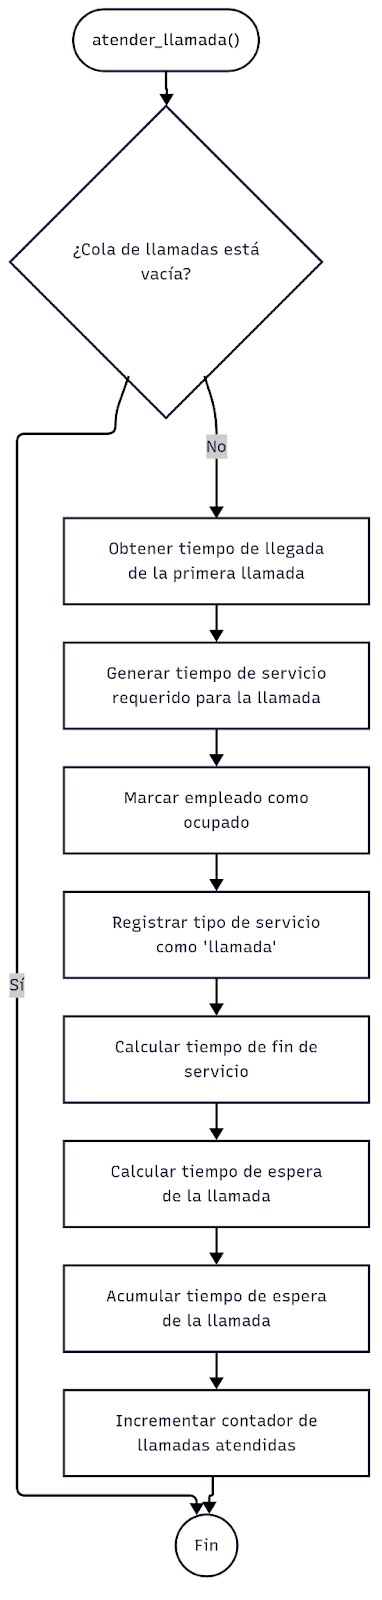 atender_llamada()
¿Cola de llamadas está
vacía?
No
Obtener tiempo de llegada
de la primera llamada
Generar tiempo de servicio
requerido para la llamada
Marcar empleado como
ocupado
Registrar tipo de servicio
como 'llamada'
Sí
Calcular tiempo de fin de
servicio
Calcular tiempo de espera
de la llamada
Acumular tiempo de espera
de la llamada
Incrementar contador de
llamadas atendidas
Fin